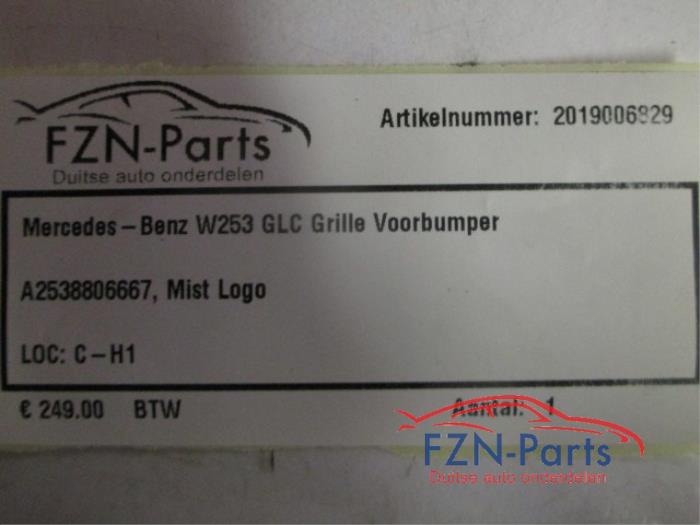 FZN-Parts
Duitse auto onderdelen
Artikelnummer: 2019006829
Mercedes-Benz W253 GLC Grille Voorbumper
A2538806667, Mist Logo
LOC: C-H1
€ 249.00 BTW
Aantal: 1
FZN-Parts
Duitse auto onderdelen